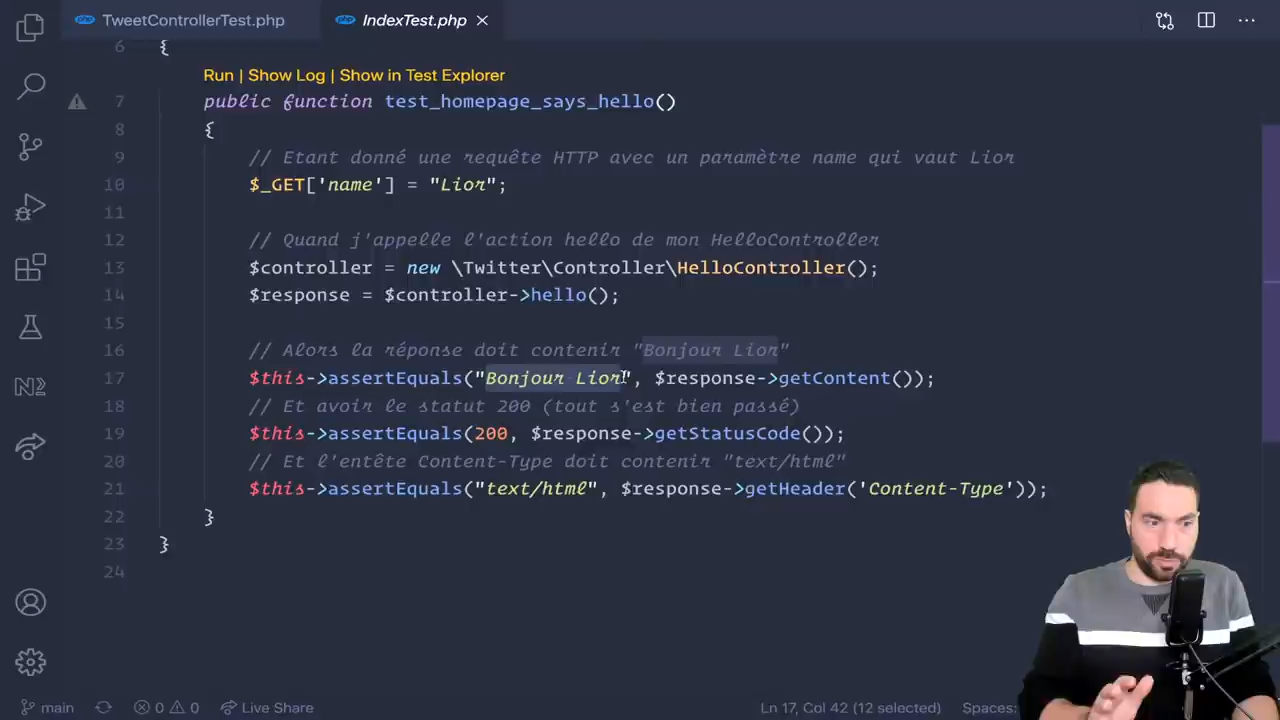 TweetControllerTest.php
IndexTest.php
6 {
Run | Show Log | Show in Test Explorer
7 public function test_homepage_says_hello()
8 {
9 // Etant donné une requête HTTP avec un paramètre name qui vaut Lior
10 $_GET['name'] = "Lior";
11
12 // Quand j'appelle l'action hello de mon HelloController
13 $controller = new \Twitter\Controller\HelloController();
14 $response = $controller->hello();
15
16 // Alors la réponse doit contenir "Bonjour Lior"
17 $this->assertEquals("Bonjour Lior", $response->getContent());
18 // Et avoir le statut 200 (tout s'est bien passé)
19 $this->assertEquals(200, $response->getStatusCode());
20 // Et l'entête Content-Type doit contenir "text/html"
21 $this->assertEquals("text/html", $response->getHeader('Content-Type'));
22 }
23 }
24
main 0 0 Live Share Ln 17, Col 42 (12 selected) Spaces: